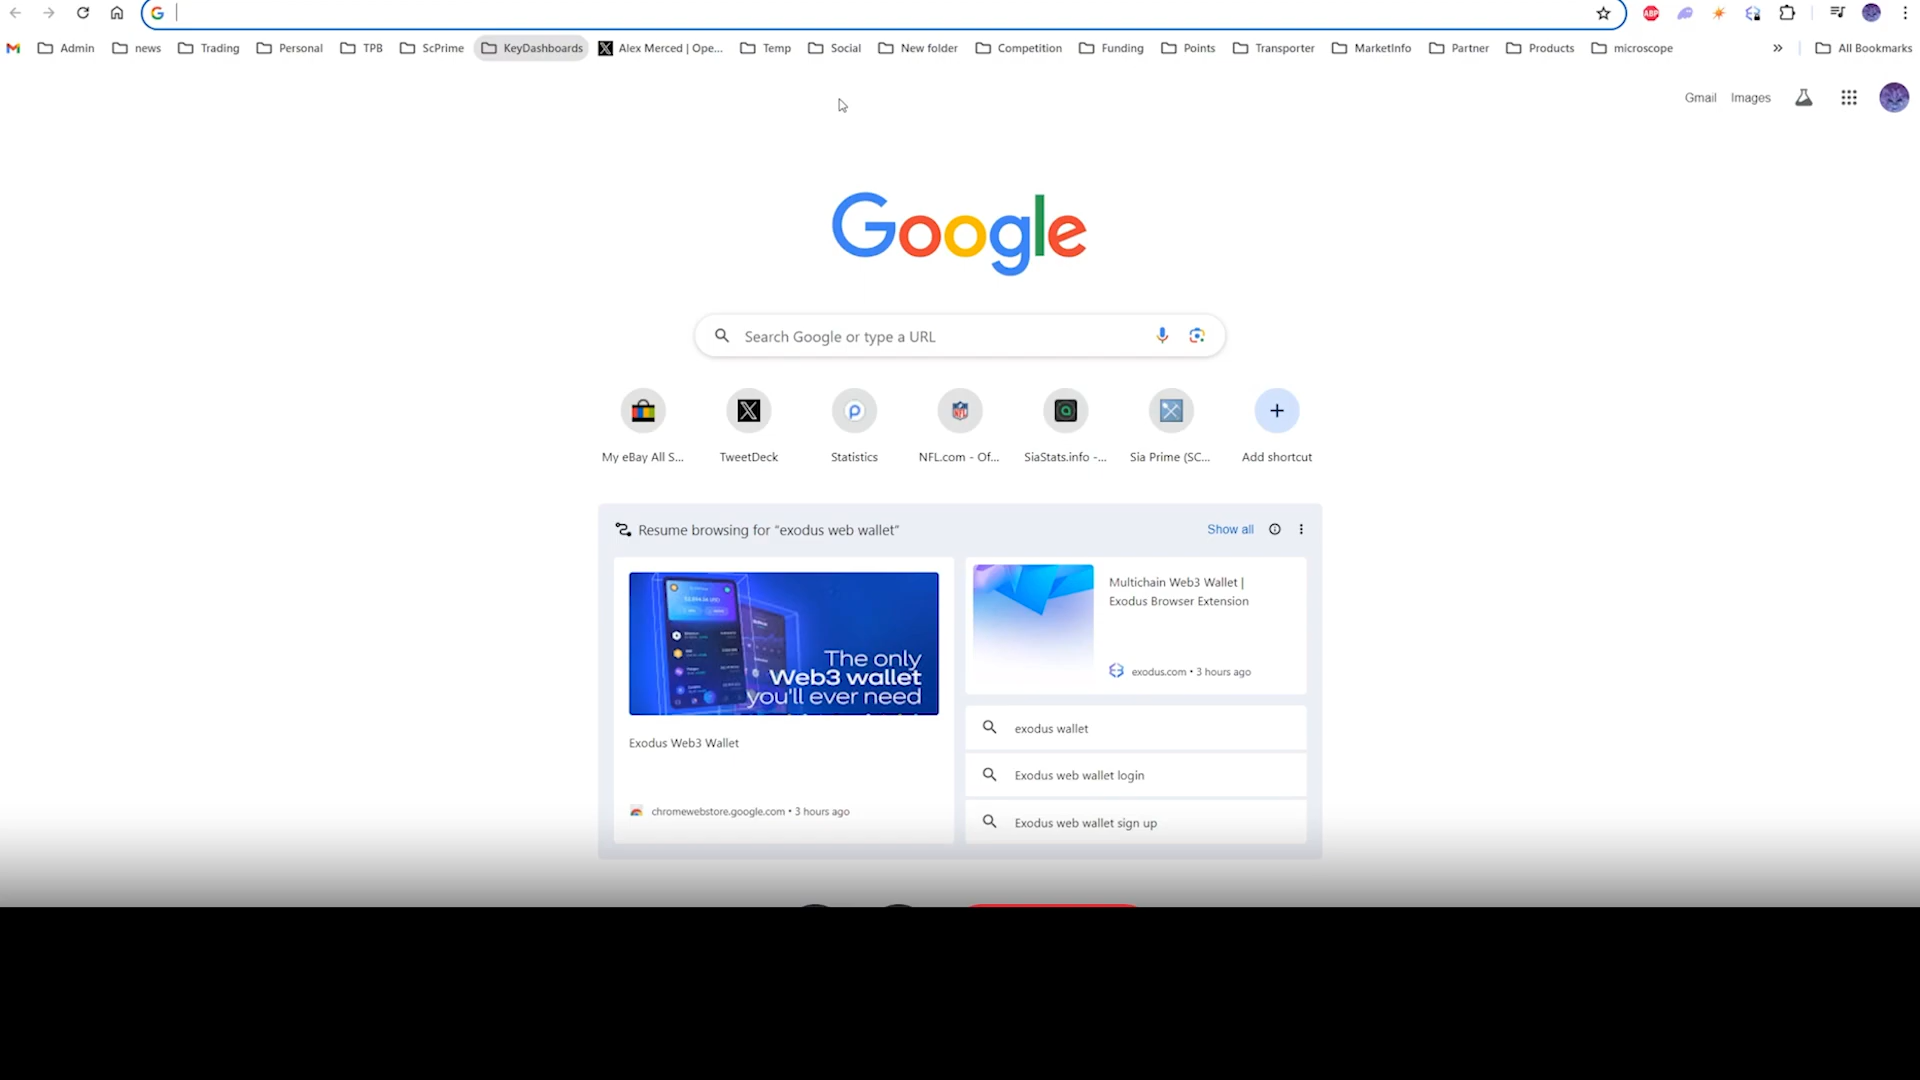 Admin news Trading Personal TPB ScPrime KeyDashboards Alex Merced | Ope... Temp Social New folder Competition Funding Points Transporter MarketInfo Partner Products microscope » All Bookmarks
Gmail Images
Google
Search Google or type a URL
My eBay All S... TweetDeck Statistics NFL.com - Of... SiaStats.info -... Sia Prime (SC... Add shortcut
Resume browsing for "exodus web wallet"
Show all
The only
Web3 wallet
you'll ever need
Exodus Web3 Wallet
chromewebstore.google.com • 3 hours ago
Multichain Web3 Wallet |
Exodus Browser Extension
exodus.com • 3 hours ago
exodus wallet
Exodus web wallet login
Exodus web wallet sign up